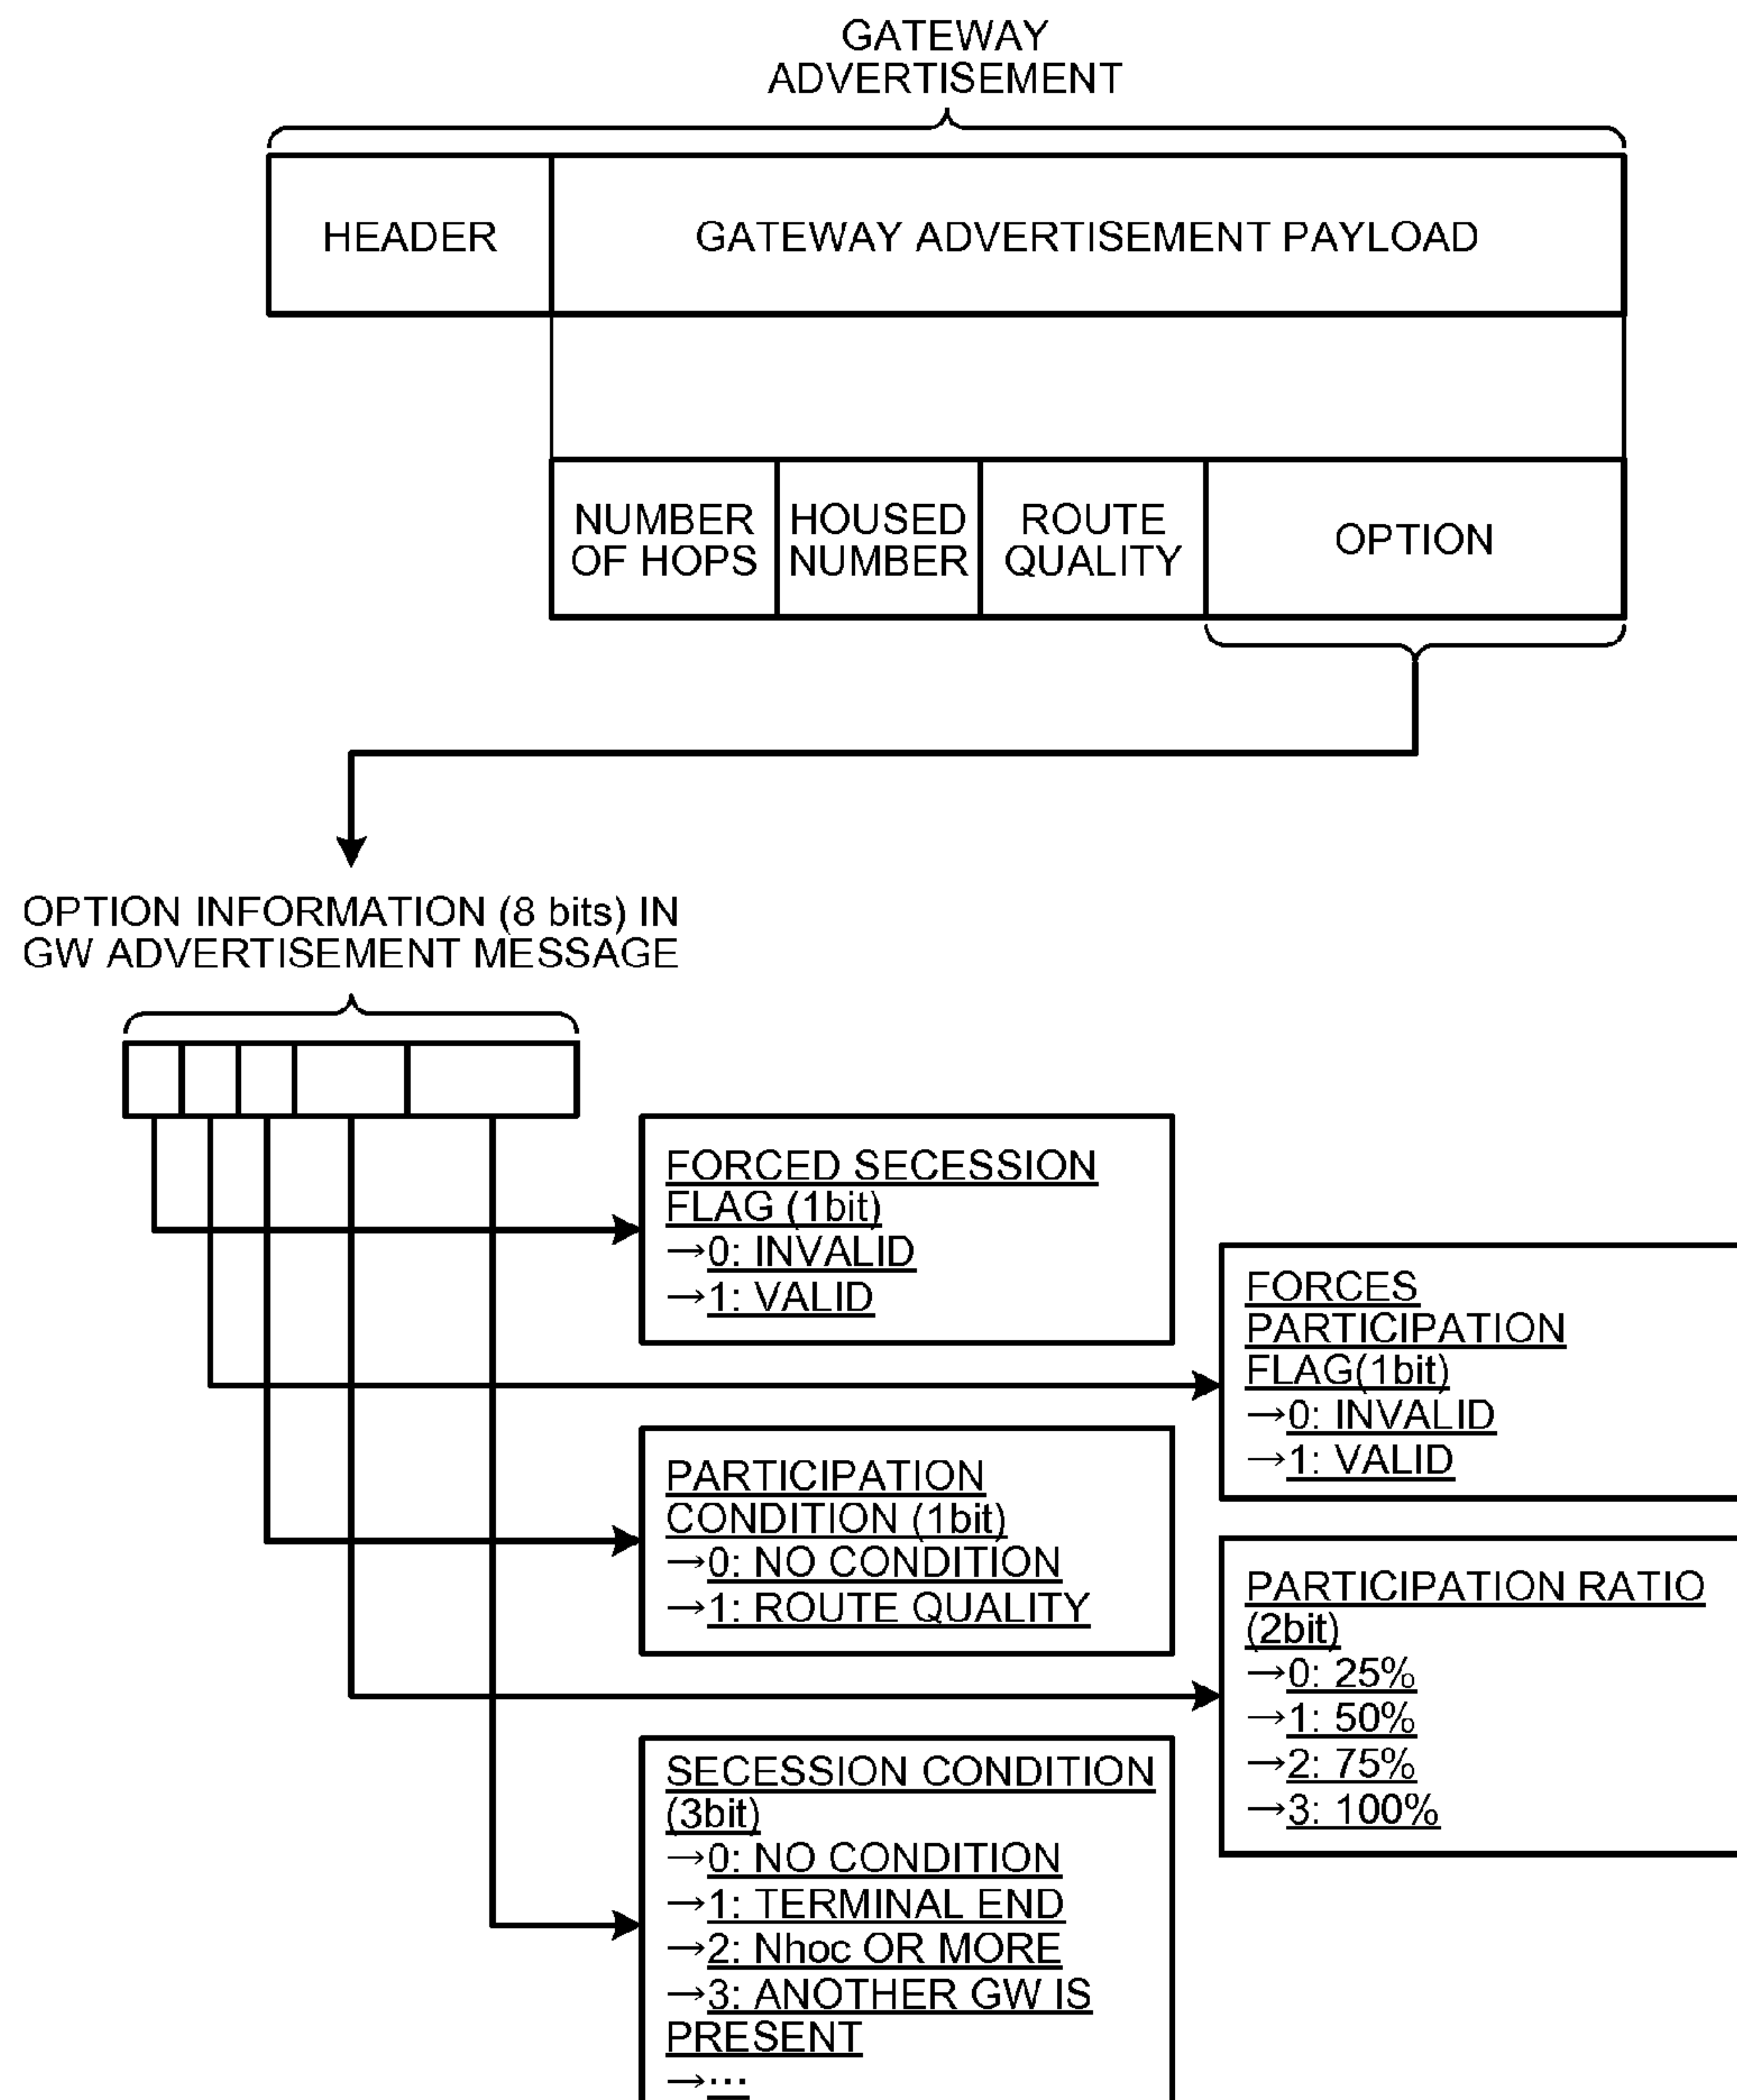 GATEWAY
ADVERTISEMENT
HEADER
GATEWAY ADVERTISEMENT PAYLOAD
NUMBER
OF HOPS
HOUSED
NUMBER
ROUTE
QUALITY
OPTION
OPTION INFORMATION (8 bits) IN
GW ADVERTISEMENT MESSAGE
FORCED SECESSION
FLAG (1bit)
→0: INVALID
→1: VALID
FORCES
PARTICIPATION
FLAG(1bit)
→0: INVALID
→1: VALID
PARTICIPATION
CONDITION (1bit)
→0: NO CONDITION
→1: ROUTE QUALITY
PARTICIPATION RATIO
(2bit)
→0: 25%
→1: 50%
→2: 75%
→3: 100%
SECESSION CONDITION
(3bit)
→0: NO CONDITION
→1: TERMINAL END
→2: Nhoc OR MORE
→3: ANOTHER GW IS
PRESENT
→···